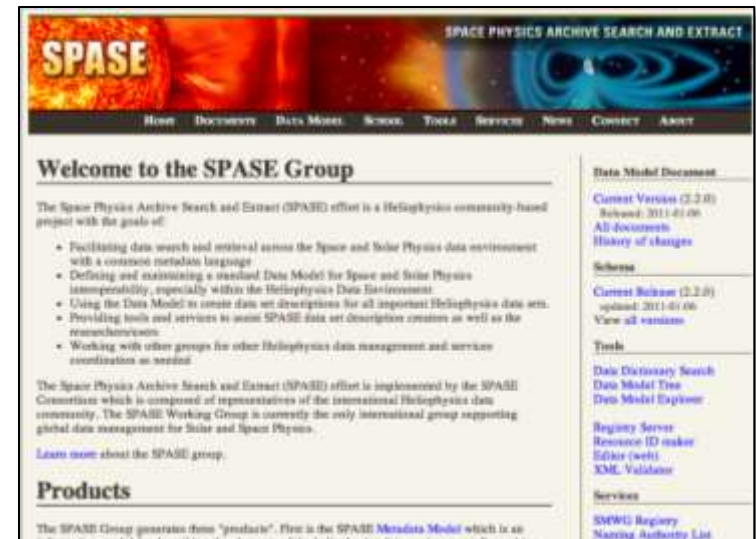 SPASE
SPACE PHYSICS ARCHIVE SEARCH AND EXTRACT
HOME DOCUMENTS DATA MODEL SCHOOL TOOLS SERVICES NEWS CONNECT ABOUT
Welcome to the SPASE Group
The Space Physics Archive Search and Extract (SPASE) effort is a Heliophysics community-based
project with the goals of:
• Facilitating data search and retrieval across the Space and Solar Physics data environment
with a common metadata language
• Defining and maintaining a standard Data Model for Space and Solar Physics
interoperability, especially within the Heliophysics Data Environment.
• Using the Data Model to create data set descriptions for all important Heliophysics data sets.
• Providing tools and services to assist SPASE data set description creators as well as the
researchers/users
• Working with other groups for other Heliophysics data management and services
coordination as needed
The Space Physics Archive Search and Extract (SPASE) effort is implemented by the SPASE
Consortium which is composed of representatives of the international Heliophysics data
community. The SPASE Working Group is currently the only international group supporting
global data management for Solar and Space Physics.
Learn more about the SPASE group.
Products
The SPASE Group generates three "products". First is the SPASE Metadata Model which is an
Data Model Document
Current Version (2.2.0)
Released: 2011-01-06
All documents
History of changes
Schema
Current Release (2.2.0)
updated: 2011-01-06
View all versions
Tools
Data Dictionary Search
Data Model Tree
Data Model Explorer
Registry Server
Resource ID maker
Editor (web)
XML Validator
Services
SMWG Registry
Naming Authority List